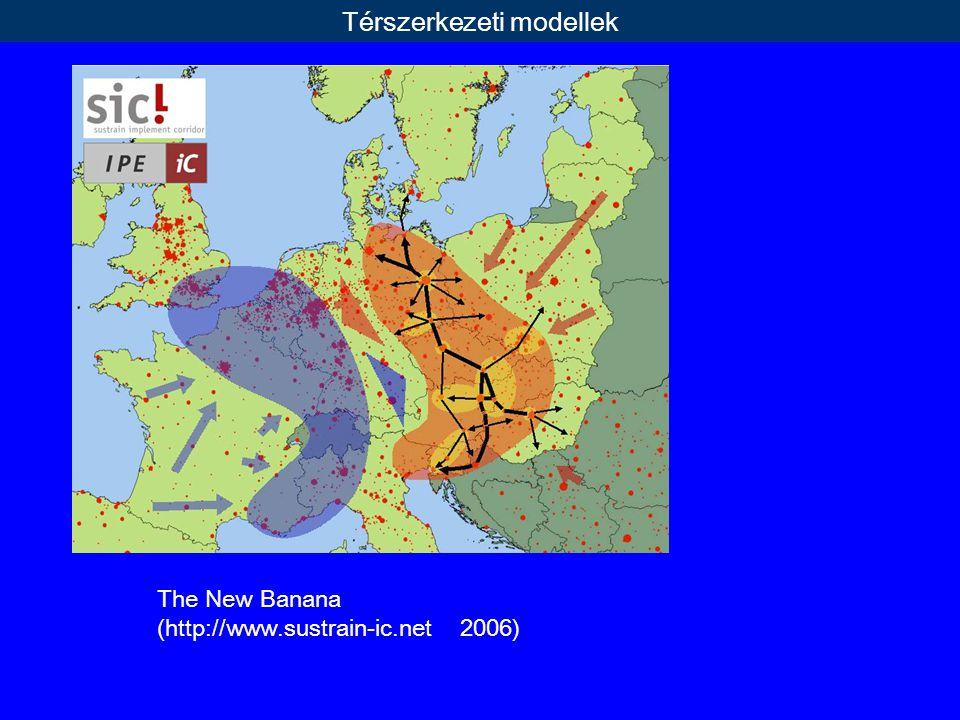 Térszerkezeti modellek
sic!
sustrain implement corridor
IPE iC
The New Banana
(http://www.sustrain-ic.net 2006)